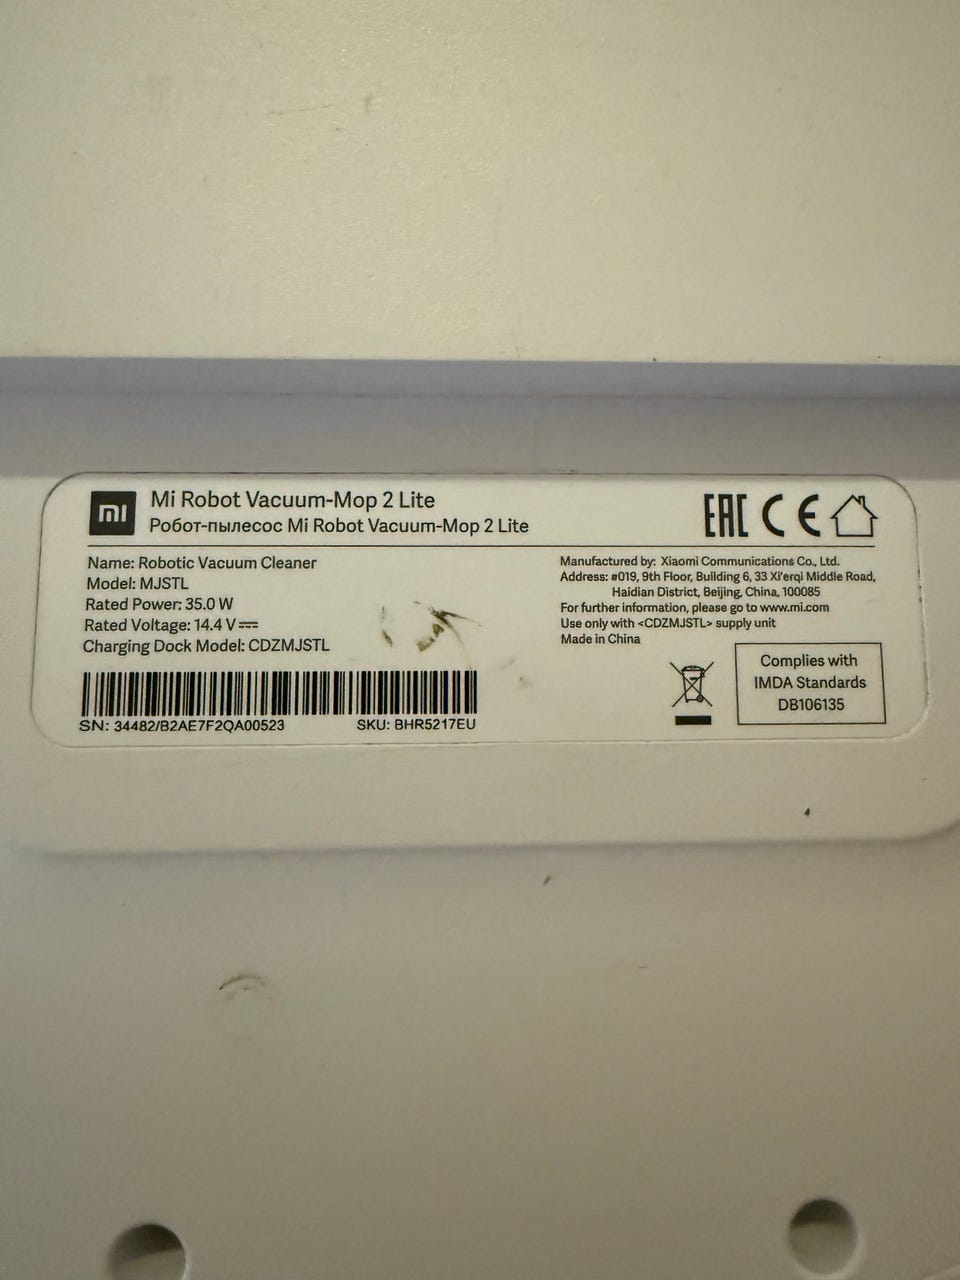 mi
Mi Robot Vacuum-Mop 2 Lite
Робот-пылесос Mi Robot Vacuum-Mop 2 Lite
EAC CE
Name: Robotic Vacuum Cleaner
Model: MJSTL
Rated Power: 35.0 W
Rated Voltage: 14.4 V⎓
Charging Dock Model: CDZMJSTL
SN: 34482/B2AE7F2QA00523 SKU: BHR5217EU
Manufactured by: Xiaomi Communications Co., Ltd.
Address: #019, 9th Floor, Building 6, 33 Xi'erqi Middle Road,
Haidian District, Beijing, China, 100085
For further information, please go to www.mi.com
Use only with <CDZMJSTL> supply unit
Made in China
Complies with
IMDA Standards
DB106135